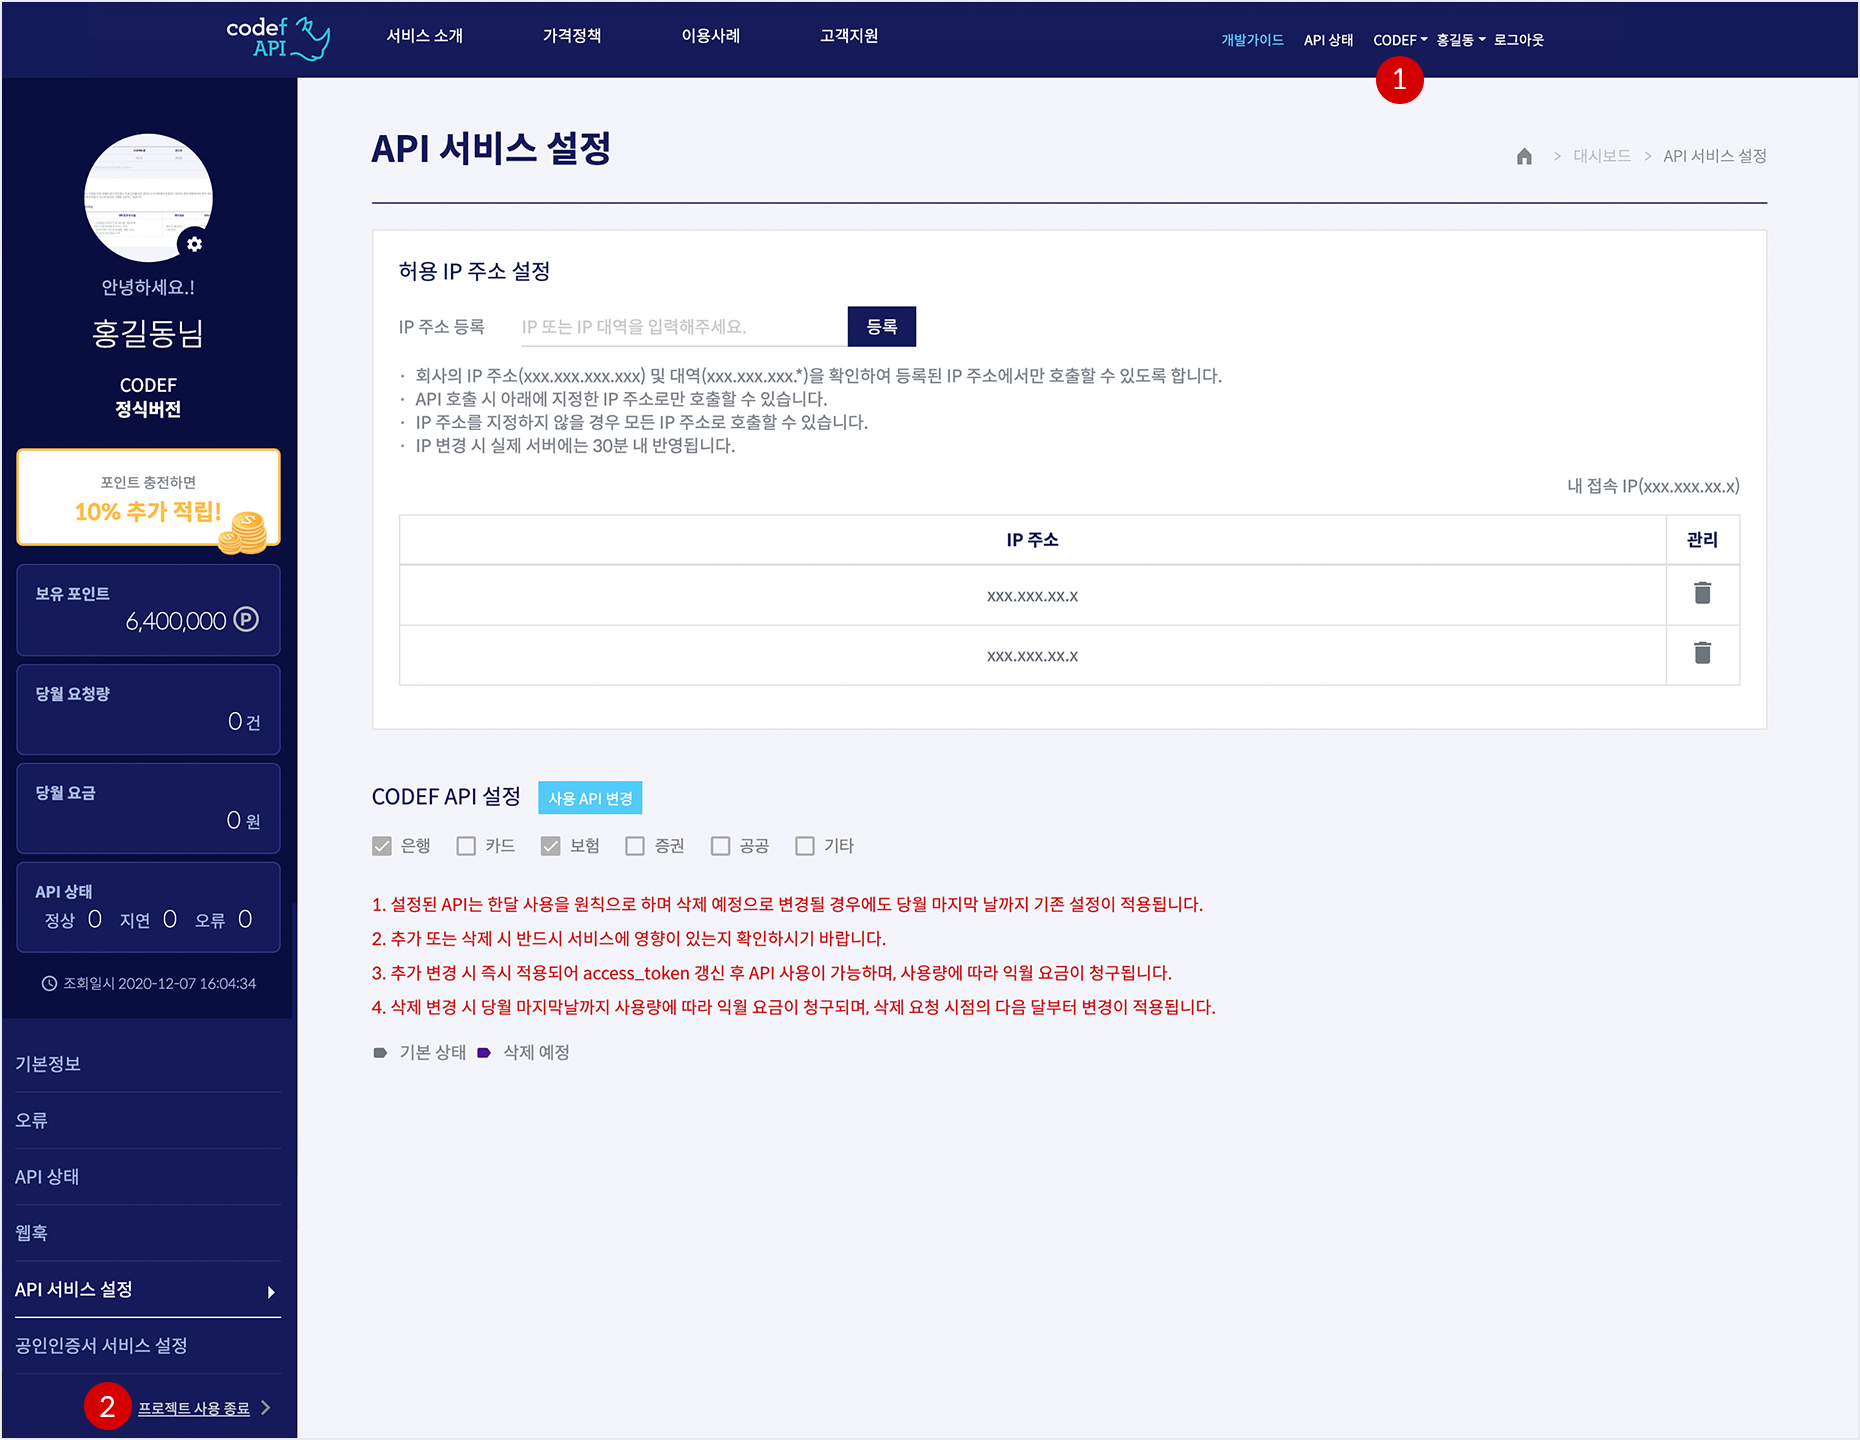 codef API
서비스 소개 가격정책 이용사례 고객지원
개발가이드 API 상태 CODEF 홍길동 로그아웃
1
안녕하세요.!
홍길동님
CODEF
정식버전
포인트 충전하면
10% 추가 적립!
보유 포인트
6,400,000 P
당월 요청량
0 건
당월 요금
0 원
API 상태
정상 0 지연 0 오류 0
조회일시 2020-12-07 16:04:34
기본정보
오류
API 상태
웹훅
API 서비스 설정
공인인증서 서비스 설정
2 프로젝트 사용 종료 >
API 서비스 설정
> 대시보드 > API 서비스 설정
허용 IP 주소 설정
IP 주소 등록 IP 또는 IP 대역을 입력해주세요. 등록
· 회사의 IP 주소(xxx.xxx.xxx.xxx) 및 대역(xxx.xxx.xxx.*)을 확인하여 등록된 IP 주소에서만 호출할 수 있도록 합니다.
· API 호출 시 아래에 지정한 IP 주소로만 호출할 수 있습니다.
· IP 주소를 지정하지 않을 경우 모든 IP 주소로 호출할 수 있습니다.
· IP 변경 시 실제 서버에는 30분 내 반영됩니다.
내 접속 IP(xxx.xxx.xx.x)
IP 주소 관리
xxx.xxx.xx.x
xxx.xxx.xx.x
CODEF API 설정 사용 API 변경
은행 카드 보험 증권 공공 기타
1. 설정된 API는 한달 사용을 원칙으로 하며 삭제 예정으로 변경될 경우에도 당월 마지막 날까지 기존 설정이 적용됩니다.
2. 추가 또는 삭제 시 반드시 서비스에 영향이 있는지 확인하시기 바랍니다.
3. 추가 변경 시 즉시 적용되어 access_token 갱신 후 API 사용이 가능하며, 사용량에 따라 익월 요금이 청구됩니다.
4. 삭제 변경 시 당월 마지막날까지 사용량에 따라 익월 요금이 청구되며, 삭제 요청 시점의 다음 달부터 변경이 적용됩니다.
기본 상태 삭제 예정